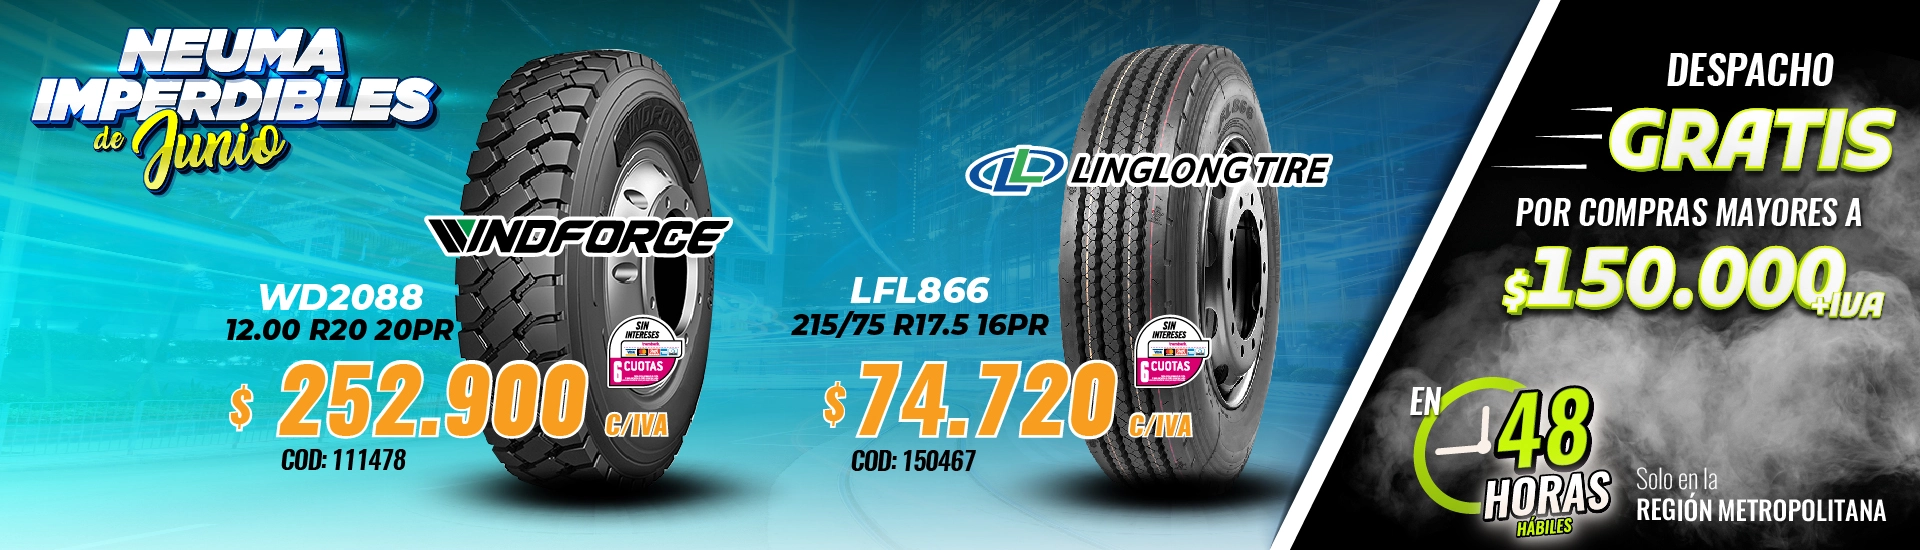 NEUMA
IMPERDIBLES
de Junio
WINDFORCE
WINDFORCE
WD2088
12.00 R20 20PR
SIN
INTERESES
6 CUOTAS
$ 252.900 C/IVA
COD: 111478
LINGLONG TIRE
LFL866
215/75 R17.5 16PR
SIN
INTERESES
6 CUOTAS
$ 74.720 C/IVA
COD: 150467
DESPACHO
GRATIS
POR COMPRAS MAYORES A
$150.000+IVA
EN 48
HORAS
HÁBILES
Solo en la
REGIÓN METROPOLITANA